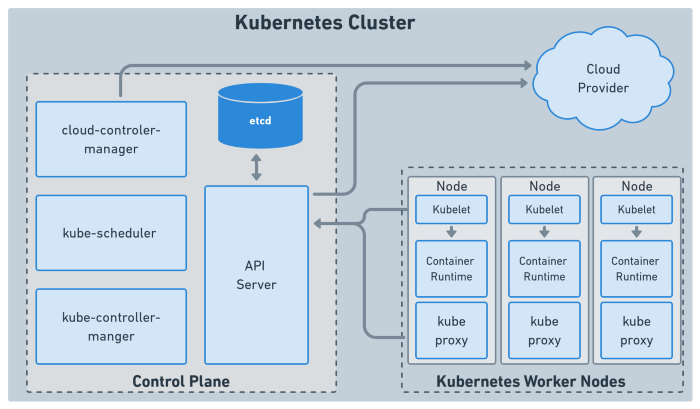 Kubernetes Cluster
Cloud
Provider
cloud-controler-
manager
etcd
kube-scheduler
API
Server
kube-controller-
manger
Control Plane
Node
Kubelet
Container
Runtime
kube
proxy
Node
Kubelet
Container
Runtime
kube
proxy
Node
Kubelet
Container
Runtime
kube
proxy
Kubernetes Worker Nodes